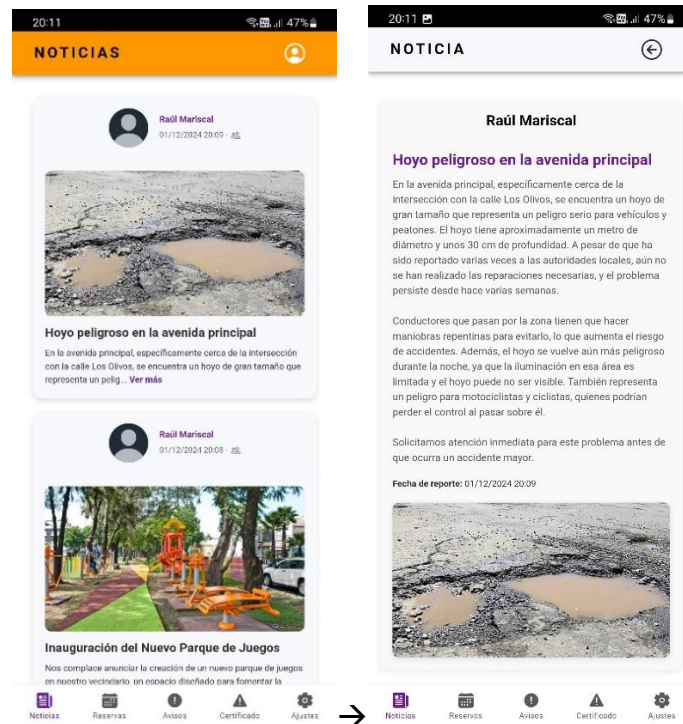 20:11
47%
NOTICIAS
Raúl Mariscal
01/12/2024 20:09 ·
Hoyo peligroso en la avenida principal
En la avenida principal, específicamente cerca de la intersección
con la calle Los Olivos, se encuentra un hoyo de gran tamaño que
representa un pelig... Ver más
Raúl Mariscal
01/12/2024 20:08 ·
Inauguración del Nuevo Parque de Juegos
Nos complace anunciar la creación de un nuevo parque de juegos
en nuestro vecindario, un espacio diseñado para fomentar la
Noticias Reservas Avisos Certificado Ajustes
→
20:11
47%
NOTICIA
Raúl Mariscal
Hoyo peligroso en la avenida principal
En la avenida principal, específicamente cerca de la
intersección con la calle Los Olivos, se encuentra un hoyo de
gran tamaño que representa un peligro serio para vehículos y
peatones. El hoyo tiene aproximadamente un metro de
diámetro y unos 30 cm de profundidad. A pesar de que ha
sido reportado varias veces a las autoridades locales, aún no
se han realizado las reparaciones necesarias, y el problema
persiste desde hace varias semanas.
Conductores que pasan por la zona tienen que hacer
maniobras repentinas para evitarlo, lo que aumenta el riesgo
de accidentes. Además, el hoyo se vuelve aún más peligroso
durante la noche, ya que la iluminación en esa área es
limitada y el hoyo puede no ser visible. También representa
un peligro para motociclistas y ciclistas, quienes podrían
perder el control al pasar sobre él.
Solicitamos atención inmediata para este problema antes de
que ocurra un accidente mayor.
Fecha de reporte: 01/12/2024 20:09
Noticias Reservas Avisos Certificado Ajustes